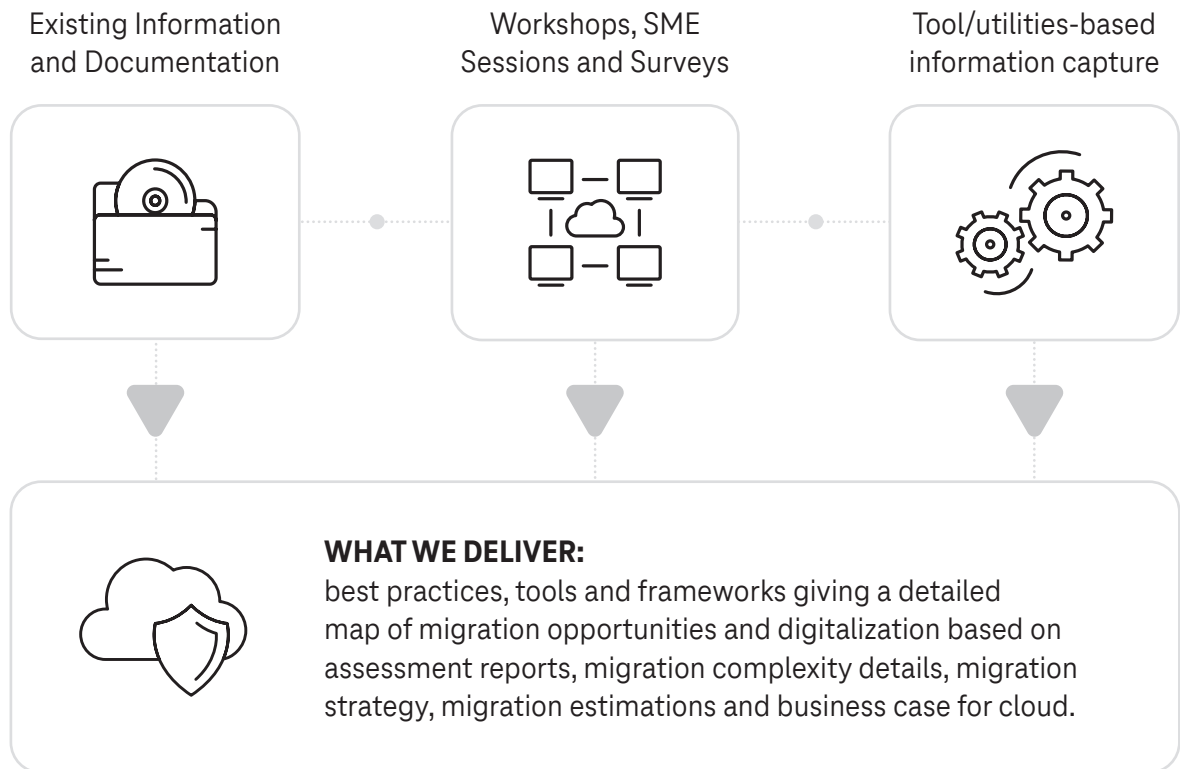 Existing Information
and Documentation
Workshops, SME
Sessions and Surveys
Tool/utilities-based
information capture
WHAT WE DELIVER:
best practices, tools and frameworks giving a detailed
map of migration opportunities and digitalization based on
assessment reports, migration complexity details, migration
strategy, migration estimations and business case for cloud.